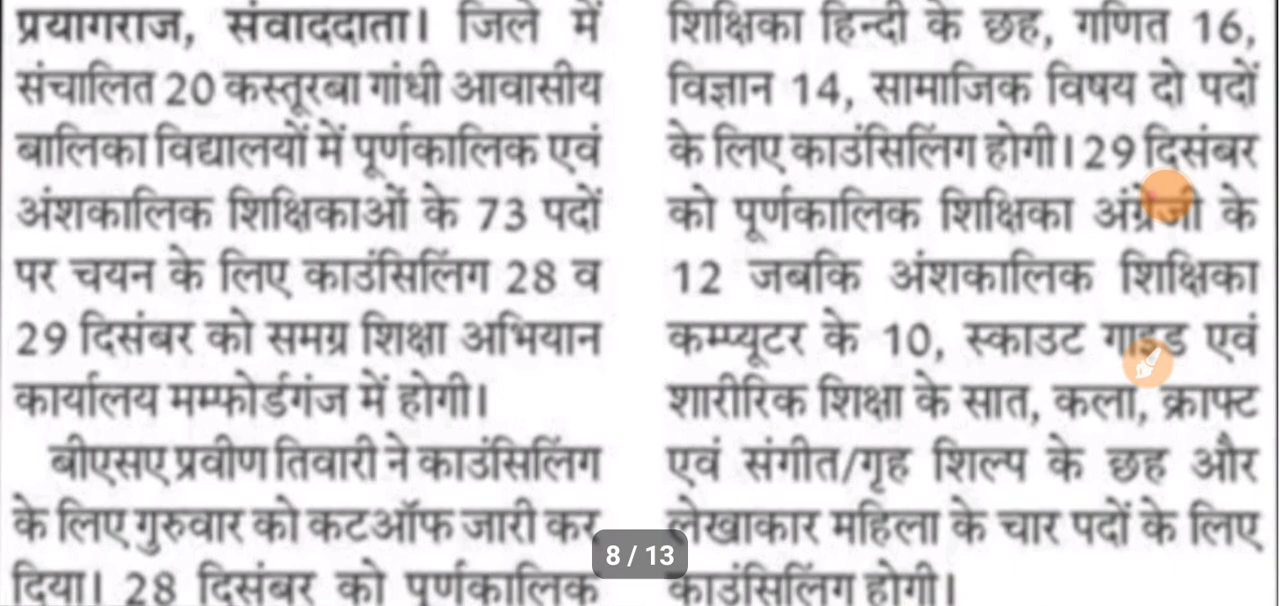 प्रयागराज, संवाददाता। जिले में
संचालित 20 कस्तूरबा गांधी आवासीय
बालिका विद्यालयों में पूर्णकालिक एवं
अंशकालिक शिक्षिकाओं के 73 पदों
पर चयन के लिए काउंसिलिंग 28 व
29 दिसंबर को समग्र शिक्षा अभियान
कार्यालय मम्फोर्डगंज में होगी।
बीएसए प्रवीण तिवारी ने काउंसिलिंग
के लिए गुरुवार को कटऑफ जारी कर
दिया। 28 दिसंबर को पूर्णकालिक
शिक्षिका हिन्दी के छह, गणित 16,
विज्ञान 14, सामाजिक विषय दो पदों
के लिए काउंसिलिंग होगी। 29 दिसंबर
को पूर्णकालिक शिक्षिका अंग्रेजी के
12 जबकि अंशकालिक शिक्षिका
कम्प्यूटर के 10, स्काउट गाइड एवं
शारीरिक शिक्षा के सात, कला, क्राफ्ट
एवं संगीत/गृह शिल्प के छह और
लेखाकार महिला के चार पदों के लिए
काउंसिलिंग होगी।
8 / 13